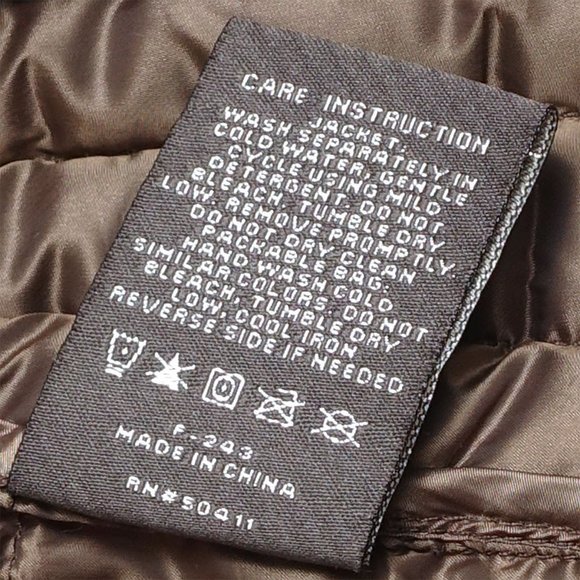 CARE INSTRUCTION
JACKET,
WASH SEPARATELY IN
COLD WATER, GENTLE
CYCLE USING MILD
DETERGENT. DO NOT
BLEACH, TUMBLE DRY
LOW, REMOVE PROMPTILY
DO NOT DRY CLEAN
PACKABLE BAG:
HAND WASH COLD
SIMILAR COLORS DO NOT
BLEACH, TUMBLE DRY
LOW, COOL IRON
REVERSE SIDE IF NEEDED
F-243
MADE IN CHINA
RN#50411